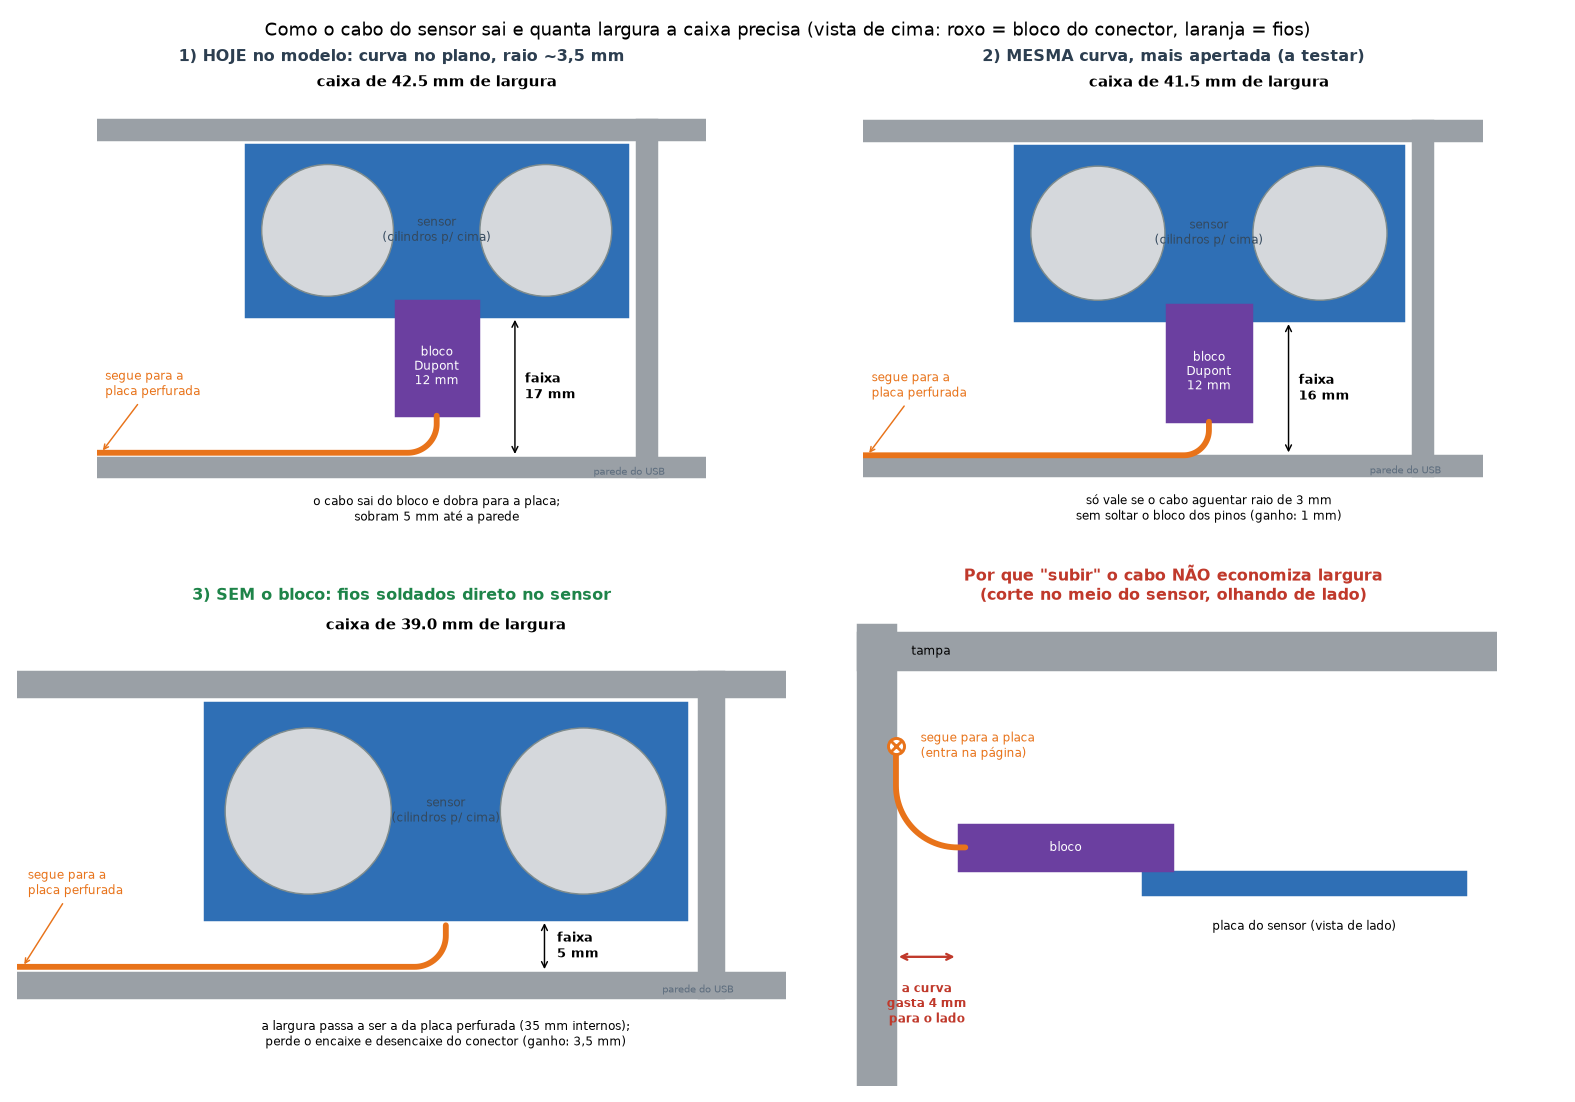 Como o cabo do sensor sai e quanta largura a caixa precisa (vista de cima: roxo = bloco do conector, laranja = fios)
1) HOJE no modelo: curva no plano, raio ~3,5 mm
caixa de 42.5 mm de largura
sensor
(cilindros p/ cima)
bloco
Dupont
12 mm
faixa
17 mm
segue para a
placa perfurada
parede do USB
o cabo sai do bloco e dobra para a placa;
sobram 5 mm até a parede
2) MESMA curva, mais apertada (a testar)
caixa de 41.5 mm de largura
sensor
(cilindros p/ cima)
bloco
Dupont
12 mm
faixa
16 mm
segue para a
placa perfurada
parede do USB
só vale se o cabo aguentar raio de 3 mm
sem soltar o bloco dos pinos (ganho: 1 mm)
3) SEM o bloco: fios soldados direto no sensor
caixa de 39.0 mm de largura
sensor
(cilindros p/ cima)
segue para a
placa perfurada
faixa
5 mm
parede do USB
a largura passa a ser a da placa perfurada (35 mm internos);
perde o encaixe e desencaixe do conector (ganho: 3,5 mm)
Por que "subir" o cabo NÃO economiza largura
(corte no meio do sensor, olhando de lado)
tampa
segue para a placa
(entra na página)
bloco
placa do sensor (vista de lado)
a curva
gasta 4 mm
para o lado